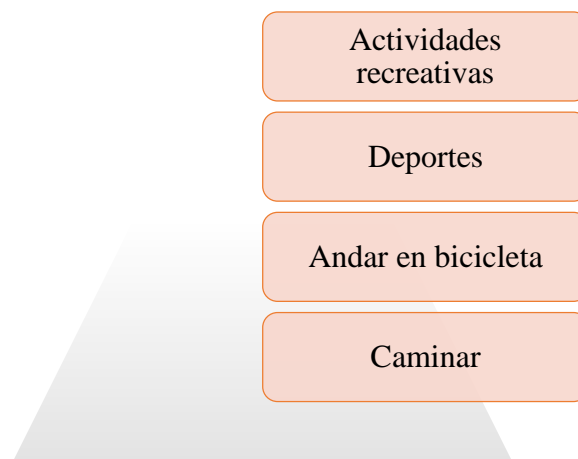 Actividades
recreativas
Deportes
Andar en bicicleta
Caminar